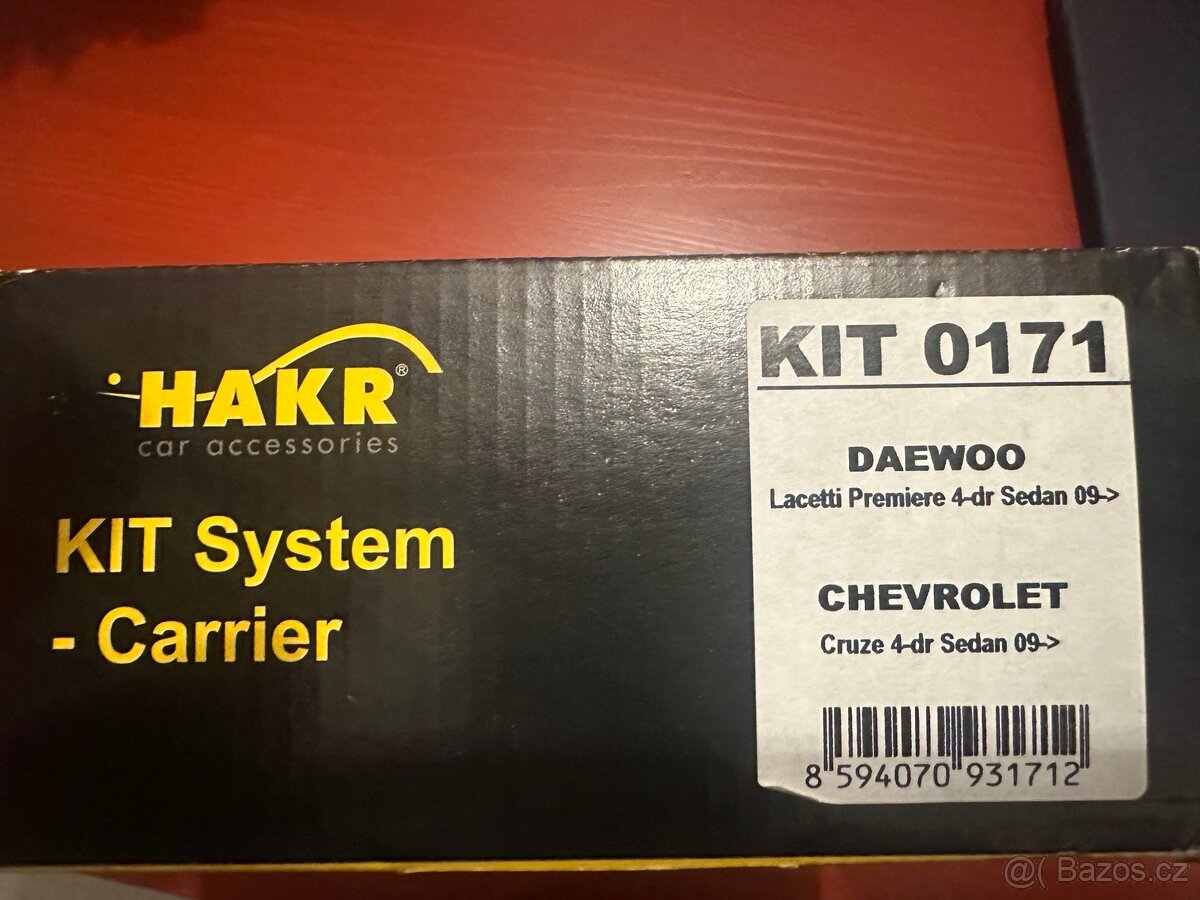 HAKR®
car accessories
KIT System
- Carrier
KIT 0171
DAEWOO
Lacetti Premiere 4-dr Sedan 09->
CHEVROLET
Cruze 4-dr Sedan 09->
8 594070 931712
@( Bazos.cz